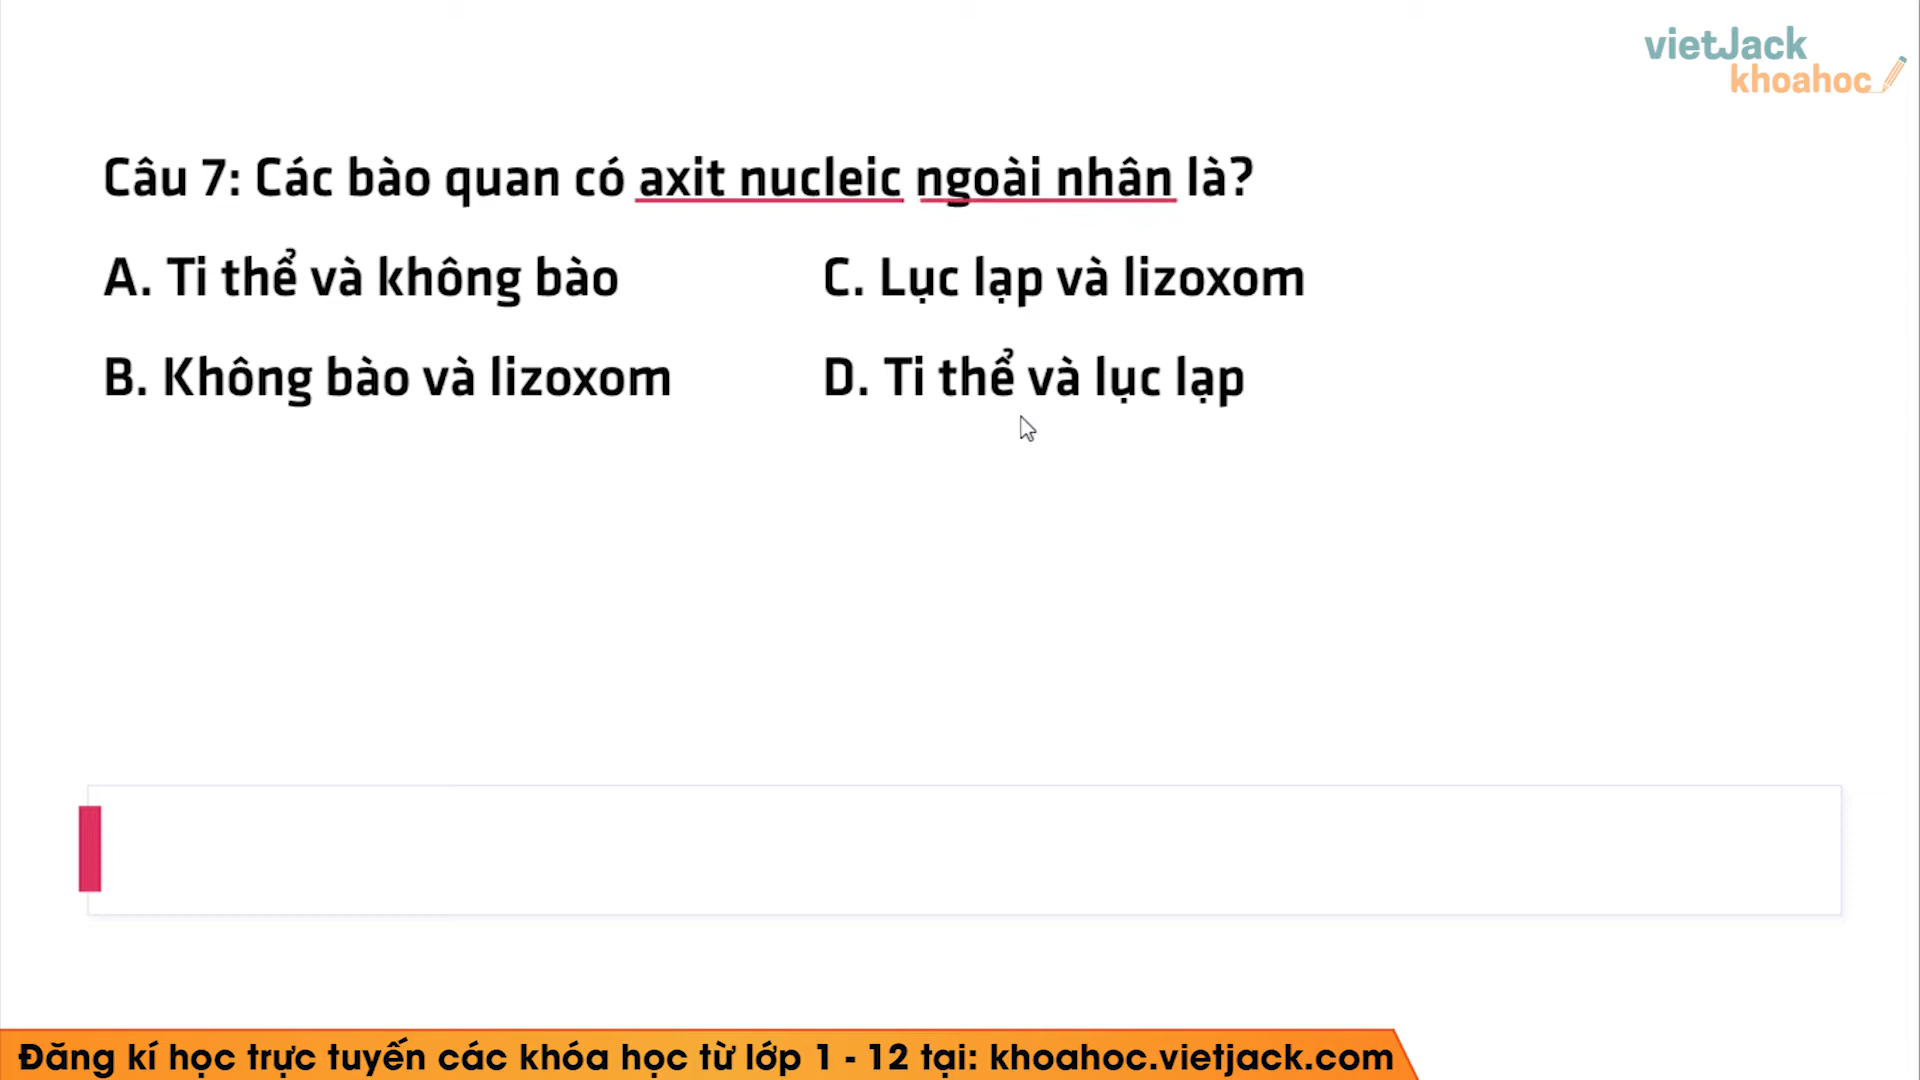 vietJack
khoahoc
Câu 7: Các bào quan có axit nucleic ngoài nhân là?
A. Ti thể và không bào
C. Lục lạp và lizoxom
B. Không bào và lizoxom
D. Ti thể và lục lạp
Đăng kí học trực tuyến các khóa học từ lớp 1 - 12 tại: khoahoc.vietjack.com